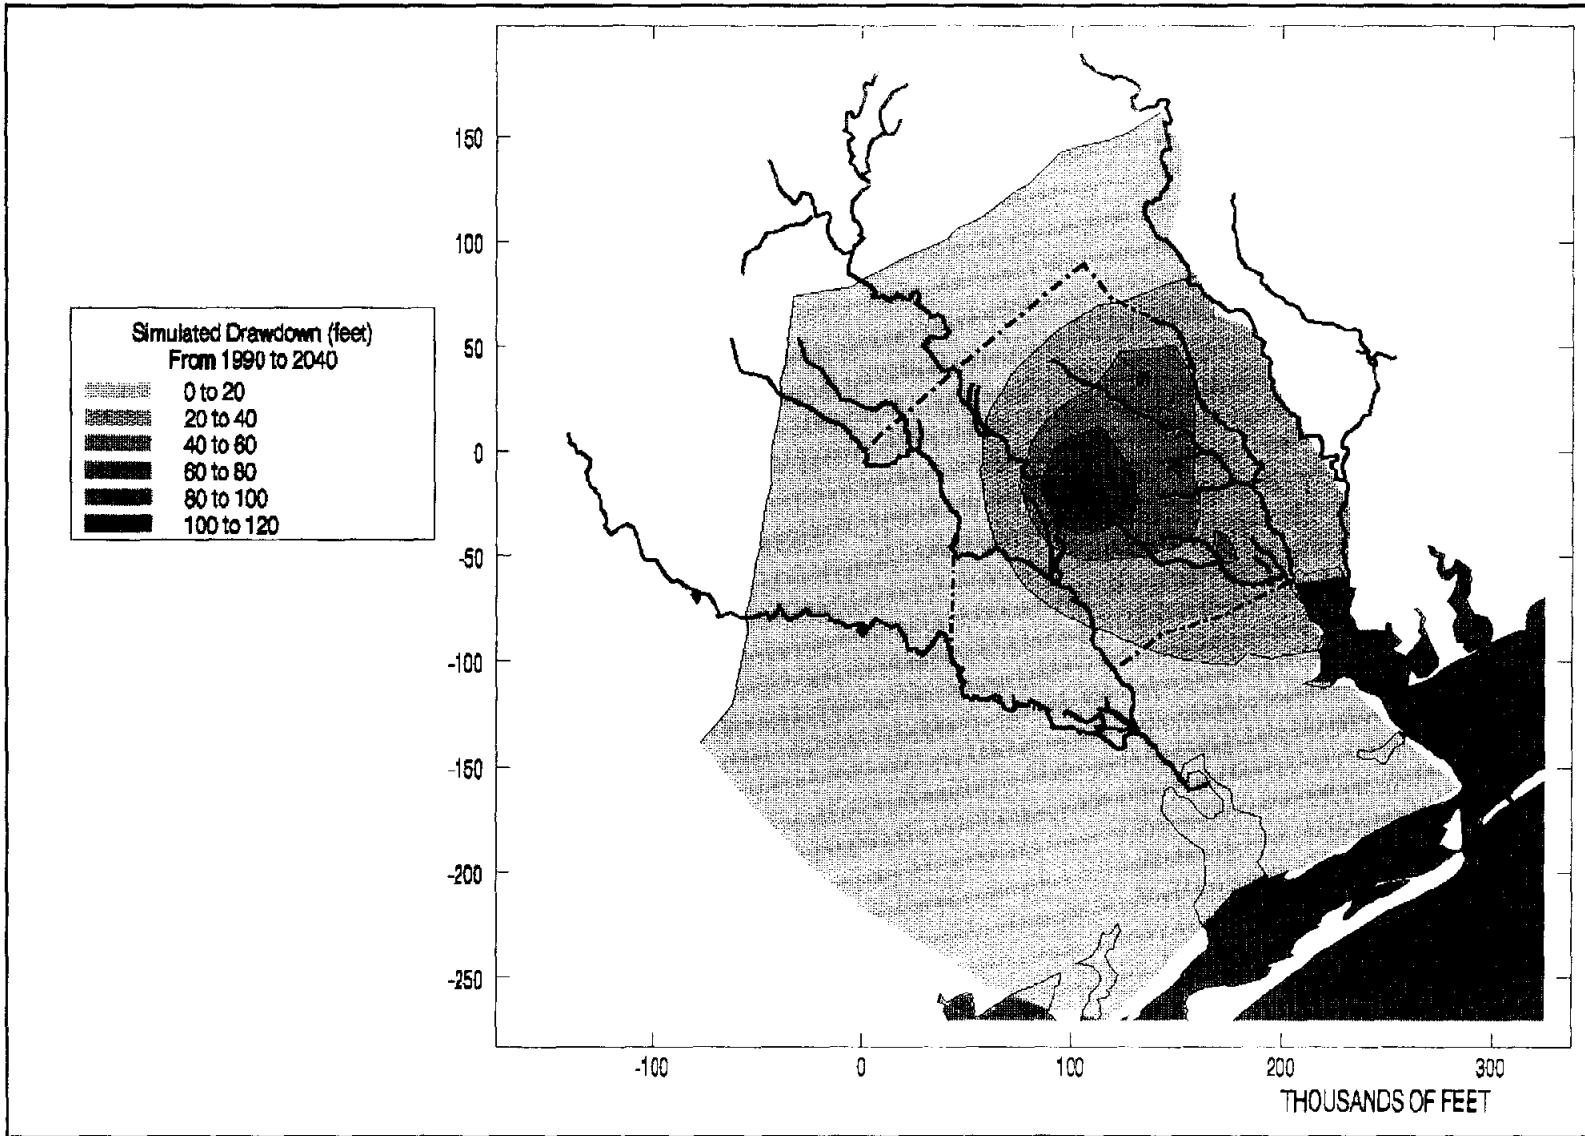 150
100
50
0
-50
-100
-150
-200
-250
Simulated Drawdown (feet)
From 1990 to 2040
0 to 20
20 to 40
40 to 60
60 to 80
80 to 100
100 to 120
-100 0 100 200 300
THOUSANDS OF FEET